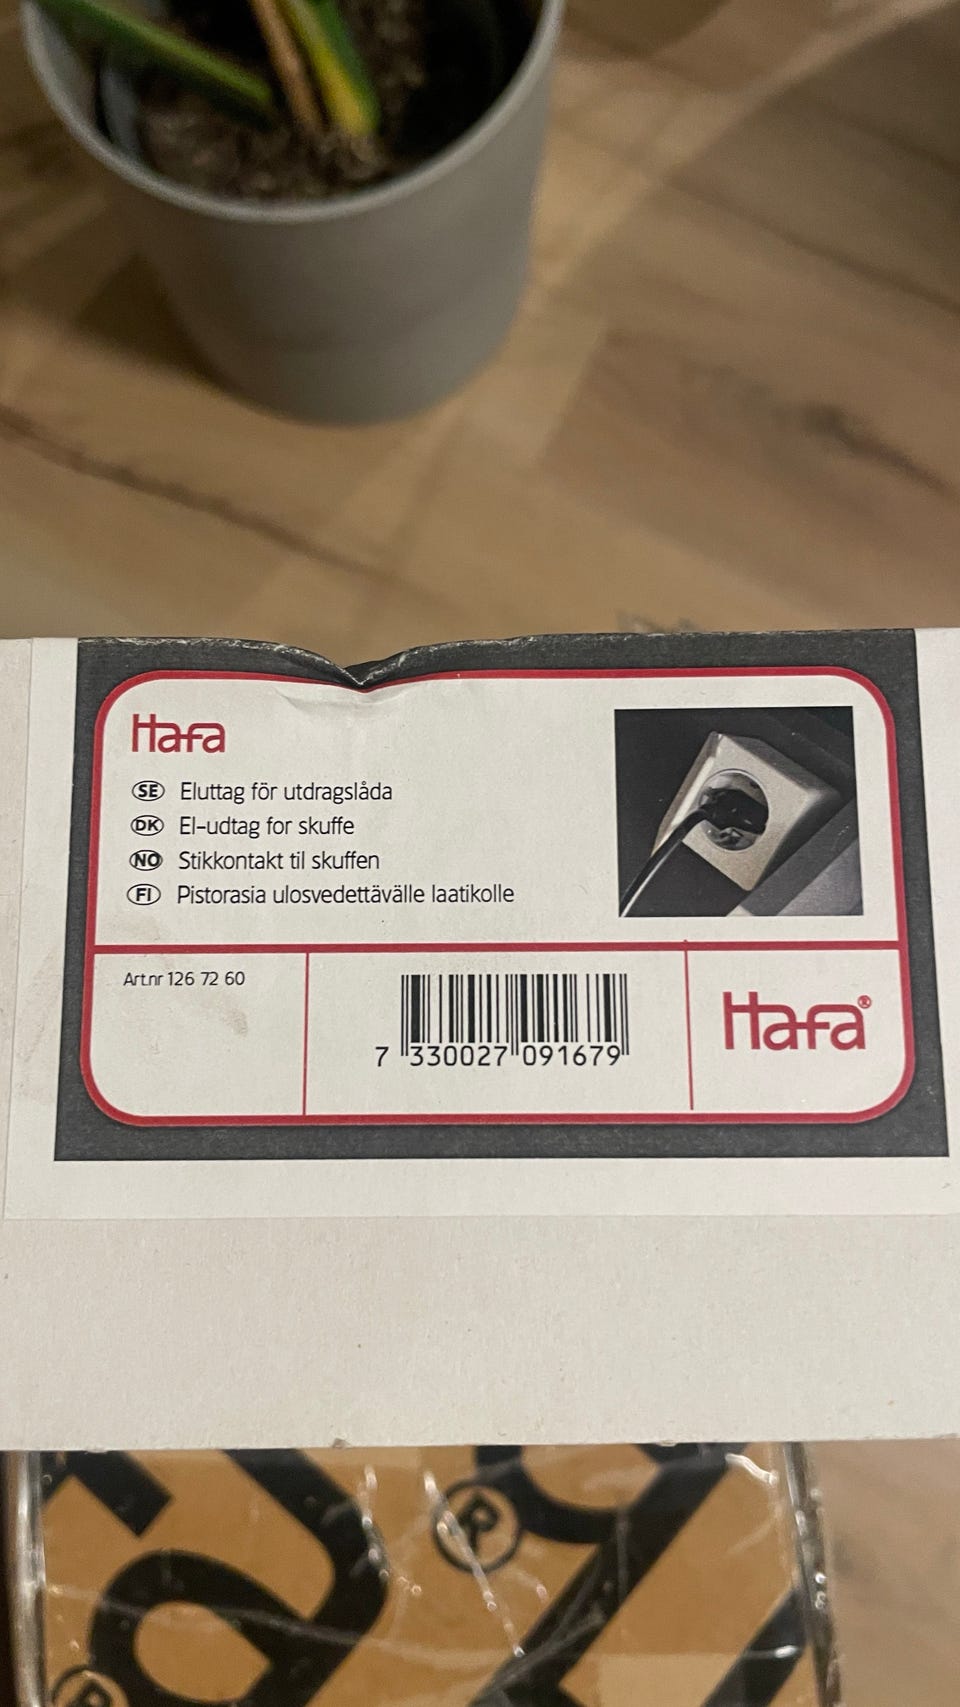 Hafa
SE Eluttag för utdragslåda
DK El-udtag for skuffe
NO Stikkontakt til skuffen
FI Pistorasia ulosvedettävälle laatikolle
Art.nr 126 72 60
7 330027 091679
Hafa®
®
®